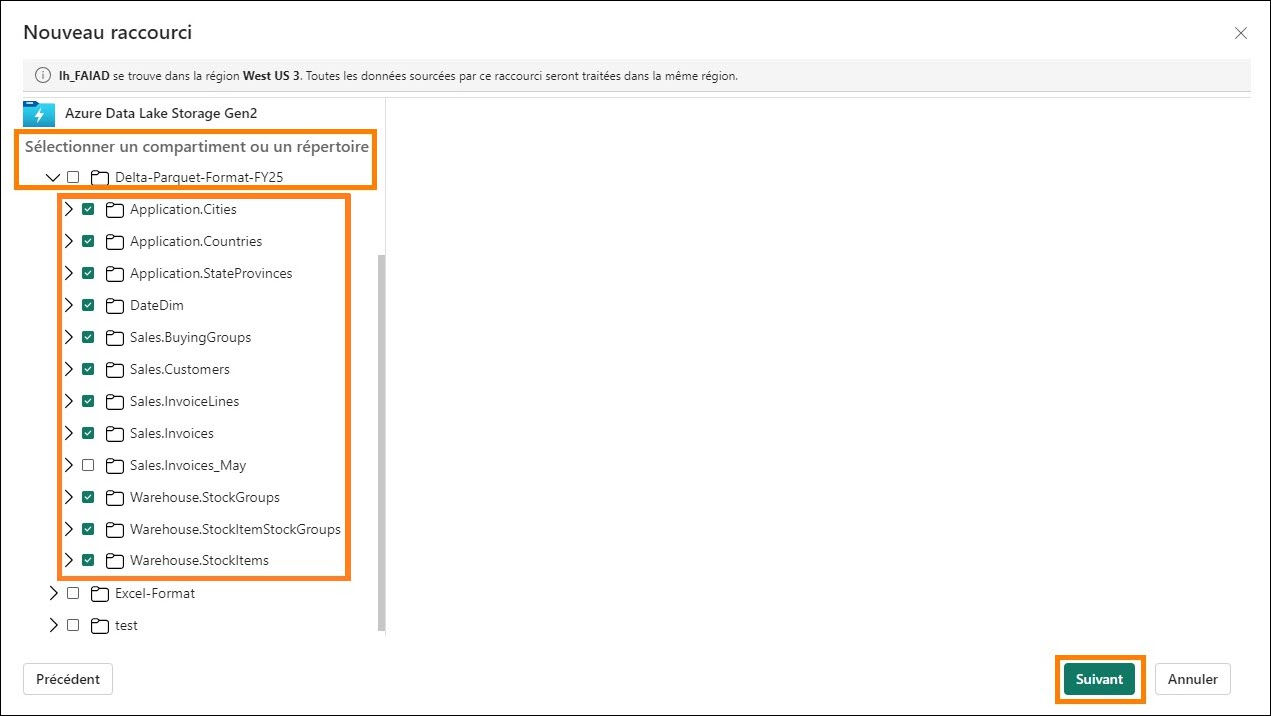 Nouveau raccourci
lh_FAIAD se trouve dans la région West US 3. Toutes les données sourcées par ce raccourci seront traitées dans la même région.
Azure Data Lake Storage Gen2
Sélectionner un compartiment ou un répertoire
Delta-Parquet-Format-FY25
Application.Cities
Application.Countries
Application.StateProvinces
DateDim
Sales.BuyingGroups
Sales.Customers
Sales.InvoiceLines
Sales.Invoices
Sales.Invoices_May
Warehouse.StockGroups
Warehouse.StockItemStockGroups
Warehouse.StockItems
Excel-Format
test
Précédent
Suivant
Annuler